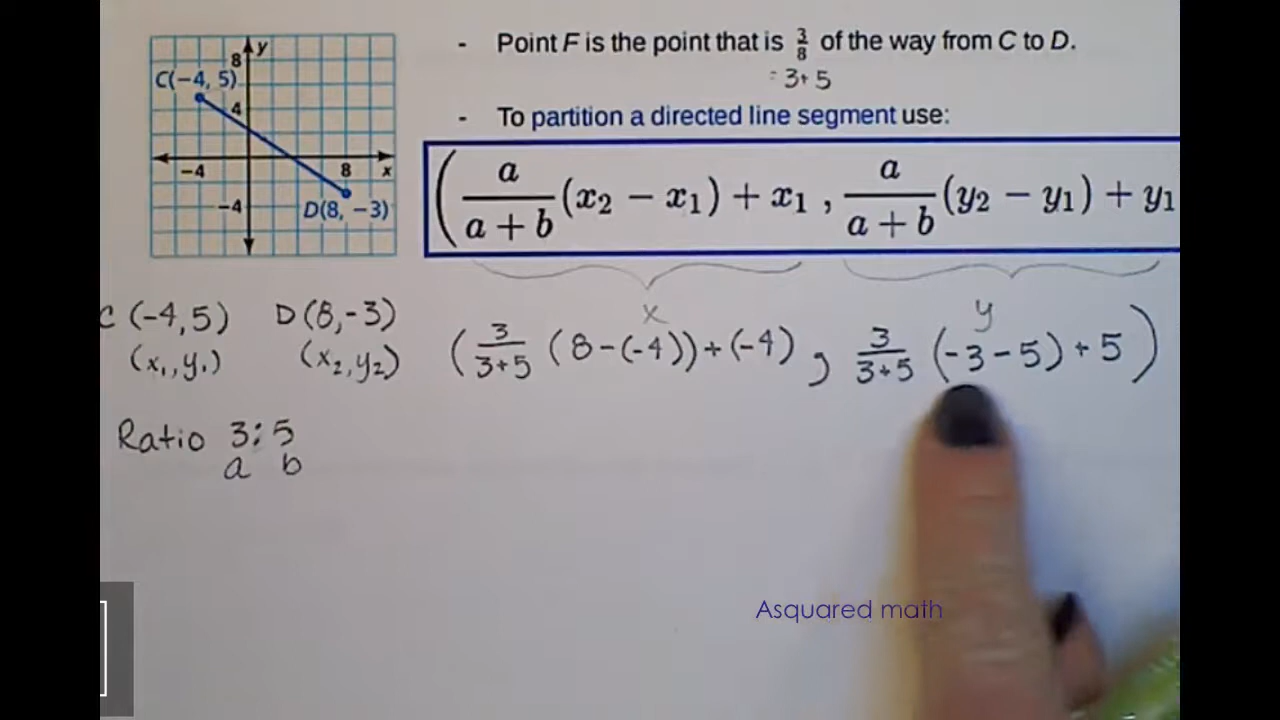 - Point F is the point that is 3/8 of the way from C to D.
= 3+5
- To partition a directed line segment use:
( a/(a + b) (x₂ − x₁) + x₁ , a/(a + b) (y₂ − y₁) + y₁
y
8
C(−4, 5)
4
−4
8
x
−4
D(8, −3)
x
y
C (-4,5) D (8,-3)
(x₁,y₁) (x₂,y₂)
( 3/(3+5) (8-(-4))+(-4) , 3/(3+5) (-3-5)+5 )
Ratio 3:5
a b
Asquared math